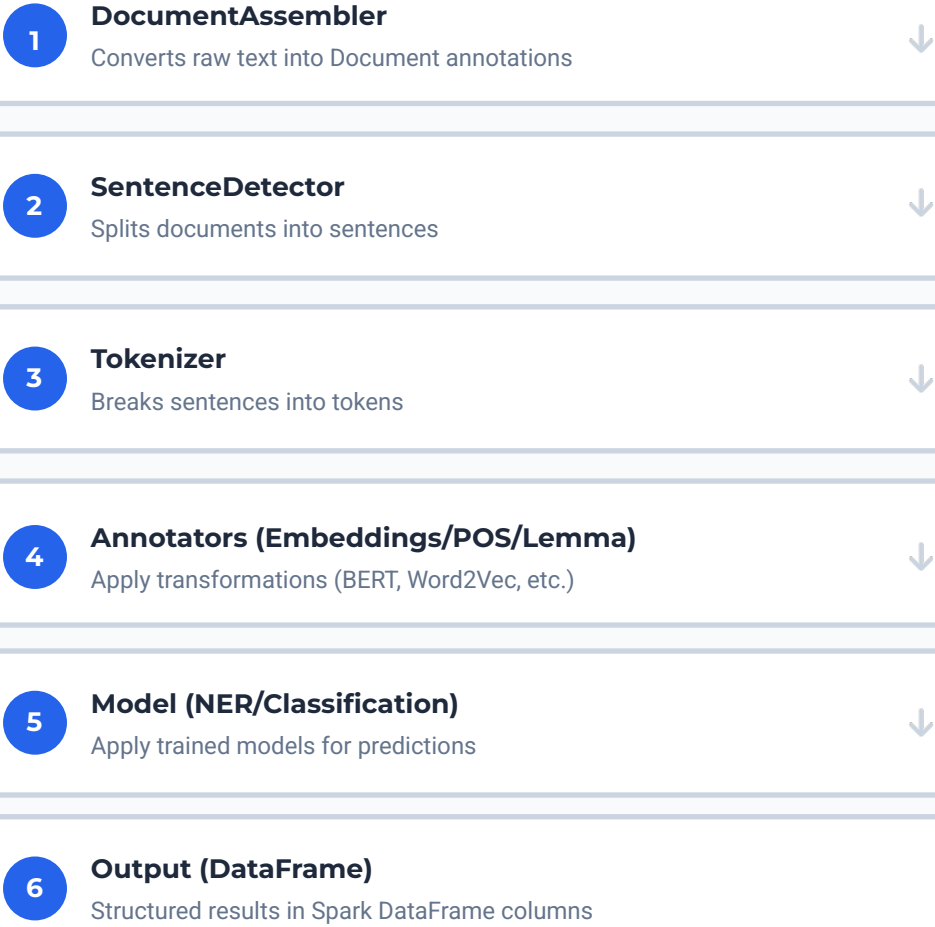 1
DocumentAssembler
Converts raw text into Document annotations
2
SentenceDetector
Splits documents into sentences
3
Tokenizer
Breaks sentences into tokens
4
Annotators (Embeddings/POS/Lemma)
Apply transformations (BERT, Word2Vec, etc.)
5
Model (NER/Classification)
Apply trained models for predictions
6
Output (DataFrame)
Structured results in Spark DataFrame columns